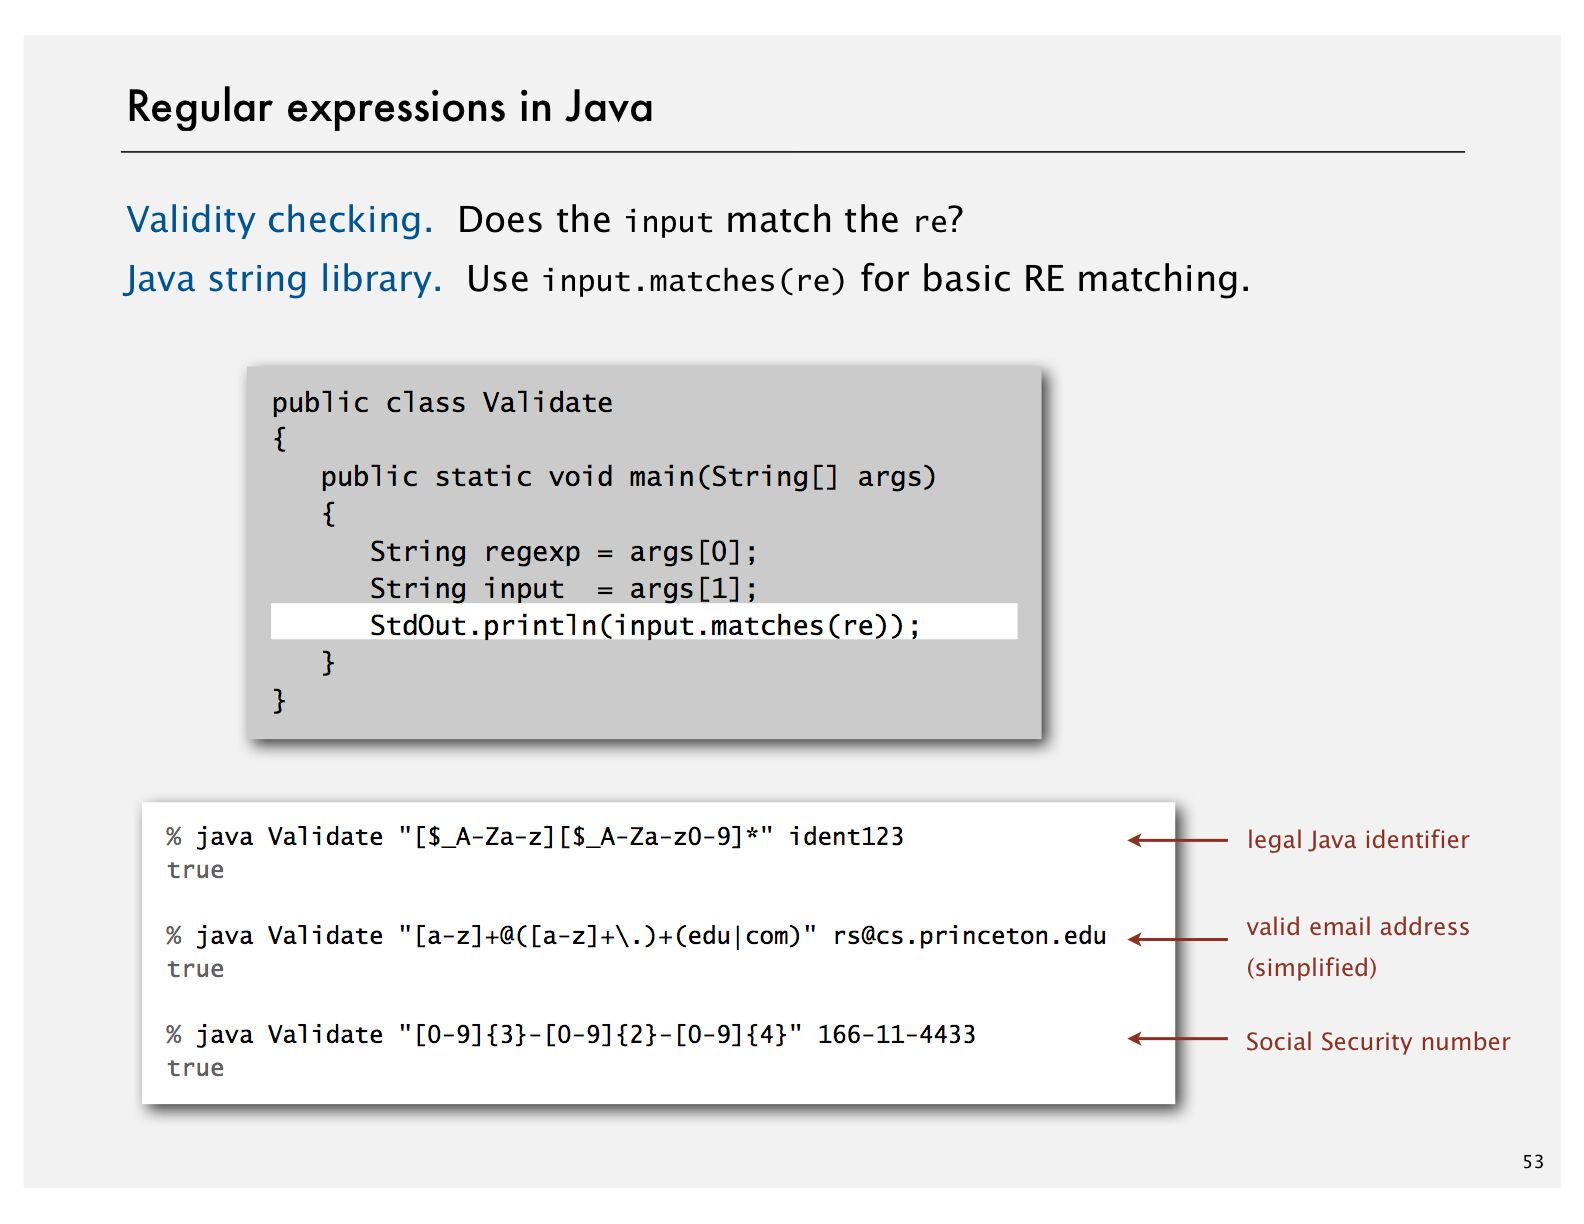 Regular expressions in Java
Validity checking. Does the input match the re?
Java string library. Use input.matches(re) for basic RE matching.
public class Validate
{
   public static void main(String[] args)
   {
      String regexp = args[0];
      String input  = args[1];
      StdOut.println(input.matches(re));
   }
}
% java Validate "[$_A-Za-z][$_A-Za-z0-9]*" ident123
legal Java identifier
true
% java Validate "[a-z]+@([a-z]+\.)+(edu|com)" rs@cs.princeton.edu
valid email address
(simplified)
true
% java Validate "[0-9]{3}-[0-9]{2}-[0-9]{4}" 166-11-4433
Social Security number
true
53